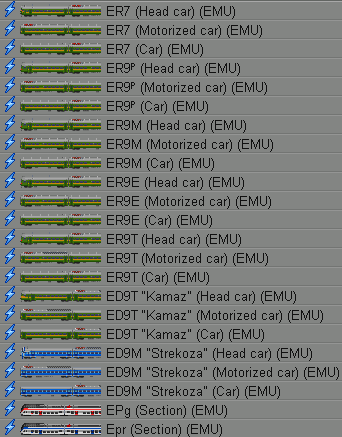 ER7 (Head car) (EMU)
ER7 (Motorized car) (EMU)
ER7 (Car) (EMU)
ER9ᴾ (Head car) (EMU)
ER9ᴾ (Motorized car) (EMU)
ER9ᴾ (Car) (EMU)
ER9M (Head car) (EMU)
ER9M (Motorized car) (EMU)
ER9M (Car) (EMU)
ER9E (Head car) (EMU)
ER9E (Motorized car) (EMU)
ER9E (Car) (EMU)
ER9T (Head car) (EMU)
ER9T (Motorized car) (EMU)
ER9T (Car) (EMU)
ED9T "Kamaz" (Head car) (EMU)
ED9T "Kamaz" (Motorized car) (EMU)
ED9T "Kamaz" (Car) (EMU)
ED9M "Strekoza" (Head car) (EMU)
ED9M "Strekoza" (Motorized car) (EMU)
ED9M "Strekoza" (Car) (EMU)
EPg (Section) (EMU)
Epr (Section) (EMU)